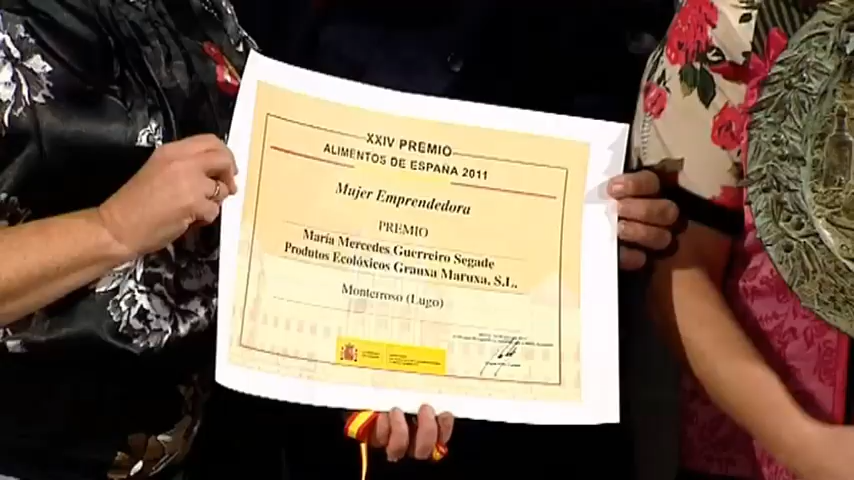 XXIV PREMIO
ALIMENTOS DE ESPAÑA 2011
Mujer Emprendedora
PREMIO
María Mercedes Guerreiro Segade
Produtos Ecolóxicos Granxa Maruxa, S.L.
Monterroso (Lugo)